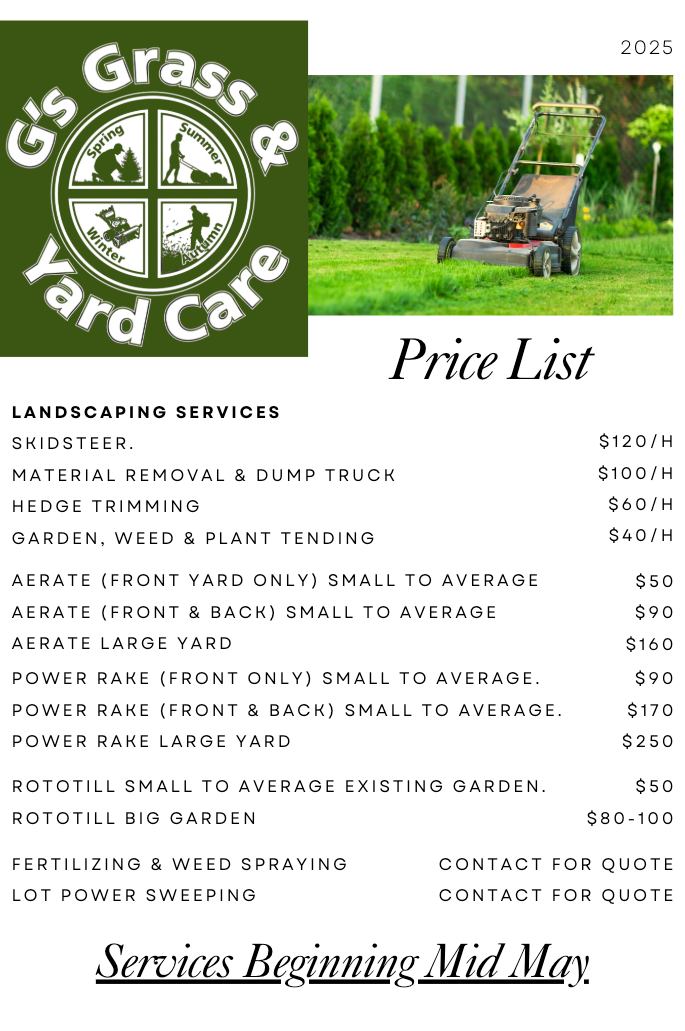 G's Grass &
Yard Care
Spring
Summer
Winter
Autumn
2025
Price List
LANDSCAPING SERVICES
SKIDSTEER. $120/H
MATERIAL REMOVAL & DUMP TRUCK $100/H
HEDGE TRIMMING $60/H
GARDEN, WEED & PLANT TENDING $40/H
AERATE (FRONT YARD ONLY) SMALL TO AVERAGE $50
AERATE (FRONT & BACK) SMALL TO AVERAGE $90
AERATE LARGE YARD $160
POWER RAKE (FRONT ONLY) SMALL TO AVERAGE. $90
POWER RAKE (FRONT & BACK) SMALL TO AVERAGE. $170
POWER RAKE LARGE YARD $250
ROTOTILL SMALL TO AVERAGE EXISTING GARDEN. $50
ROTOTILL BIG GARDEN $80-100
FERTILIZING & WEED SPRAYING CONTACT FOR QUOTE
LOT POWER SWEEPING CONTACT FOR QUOTE
Services Beginning Mid May